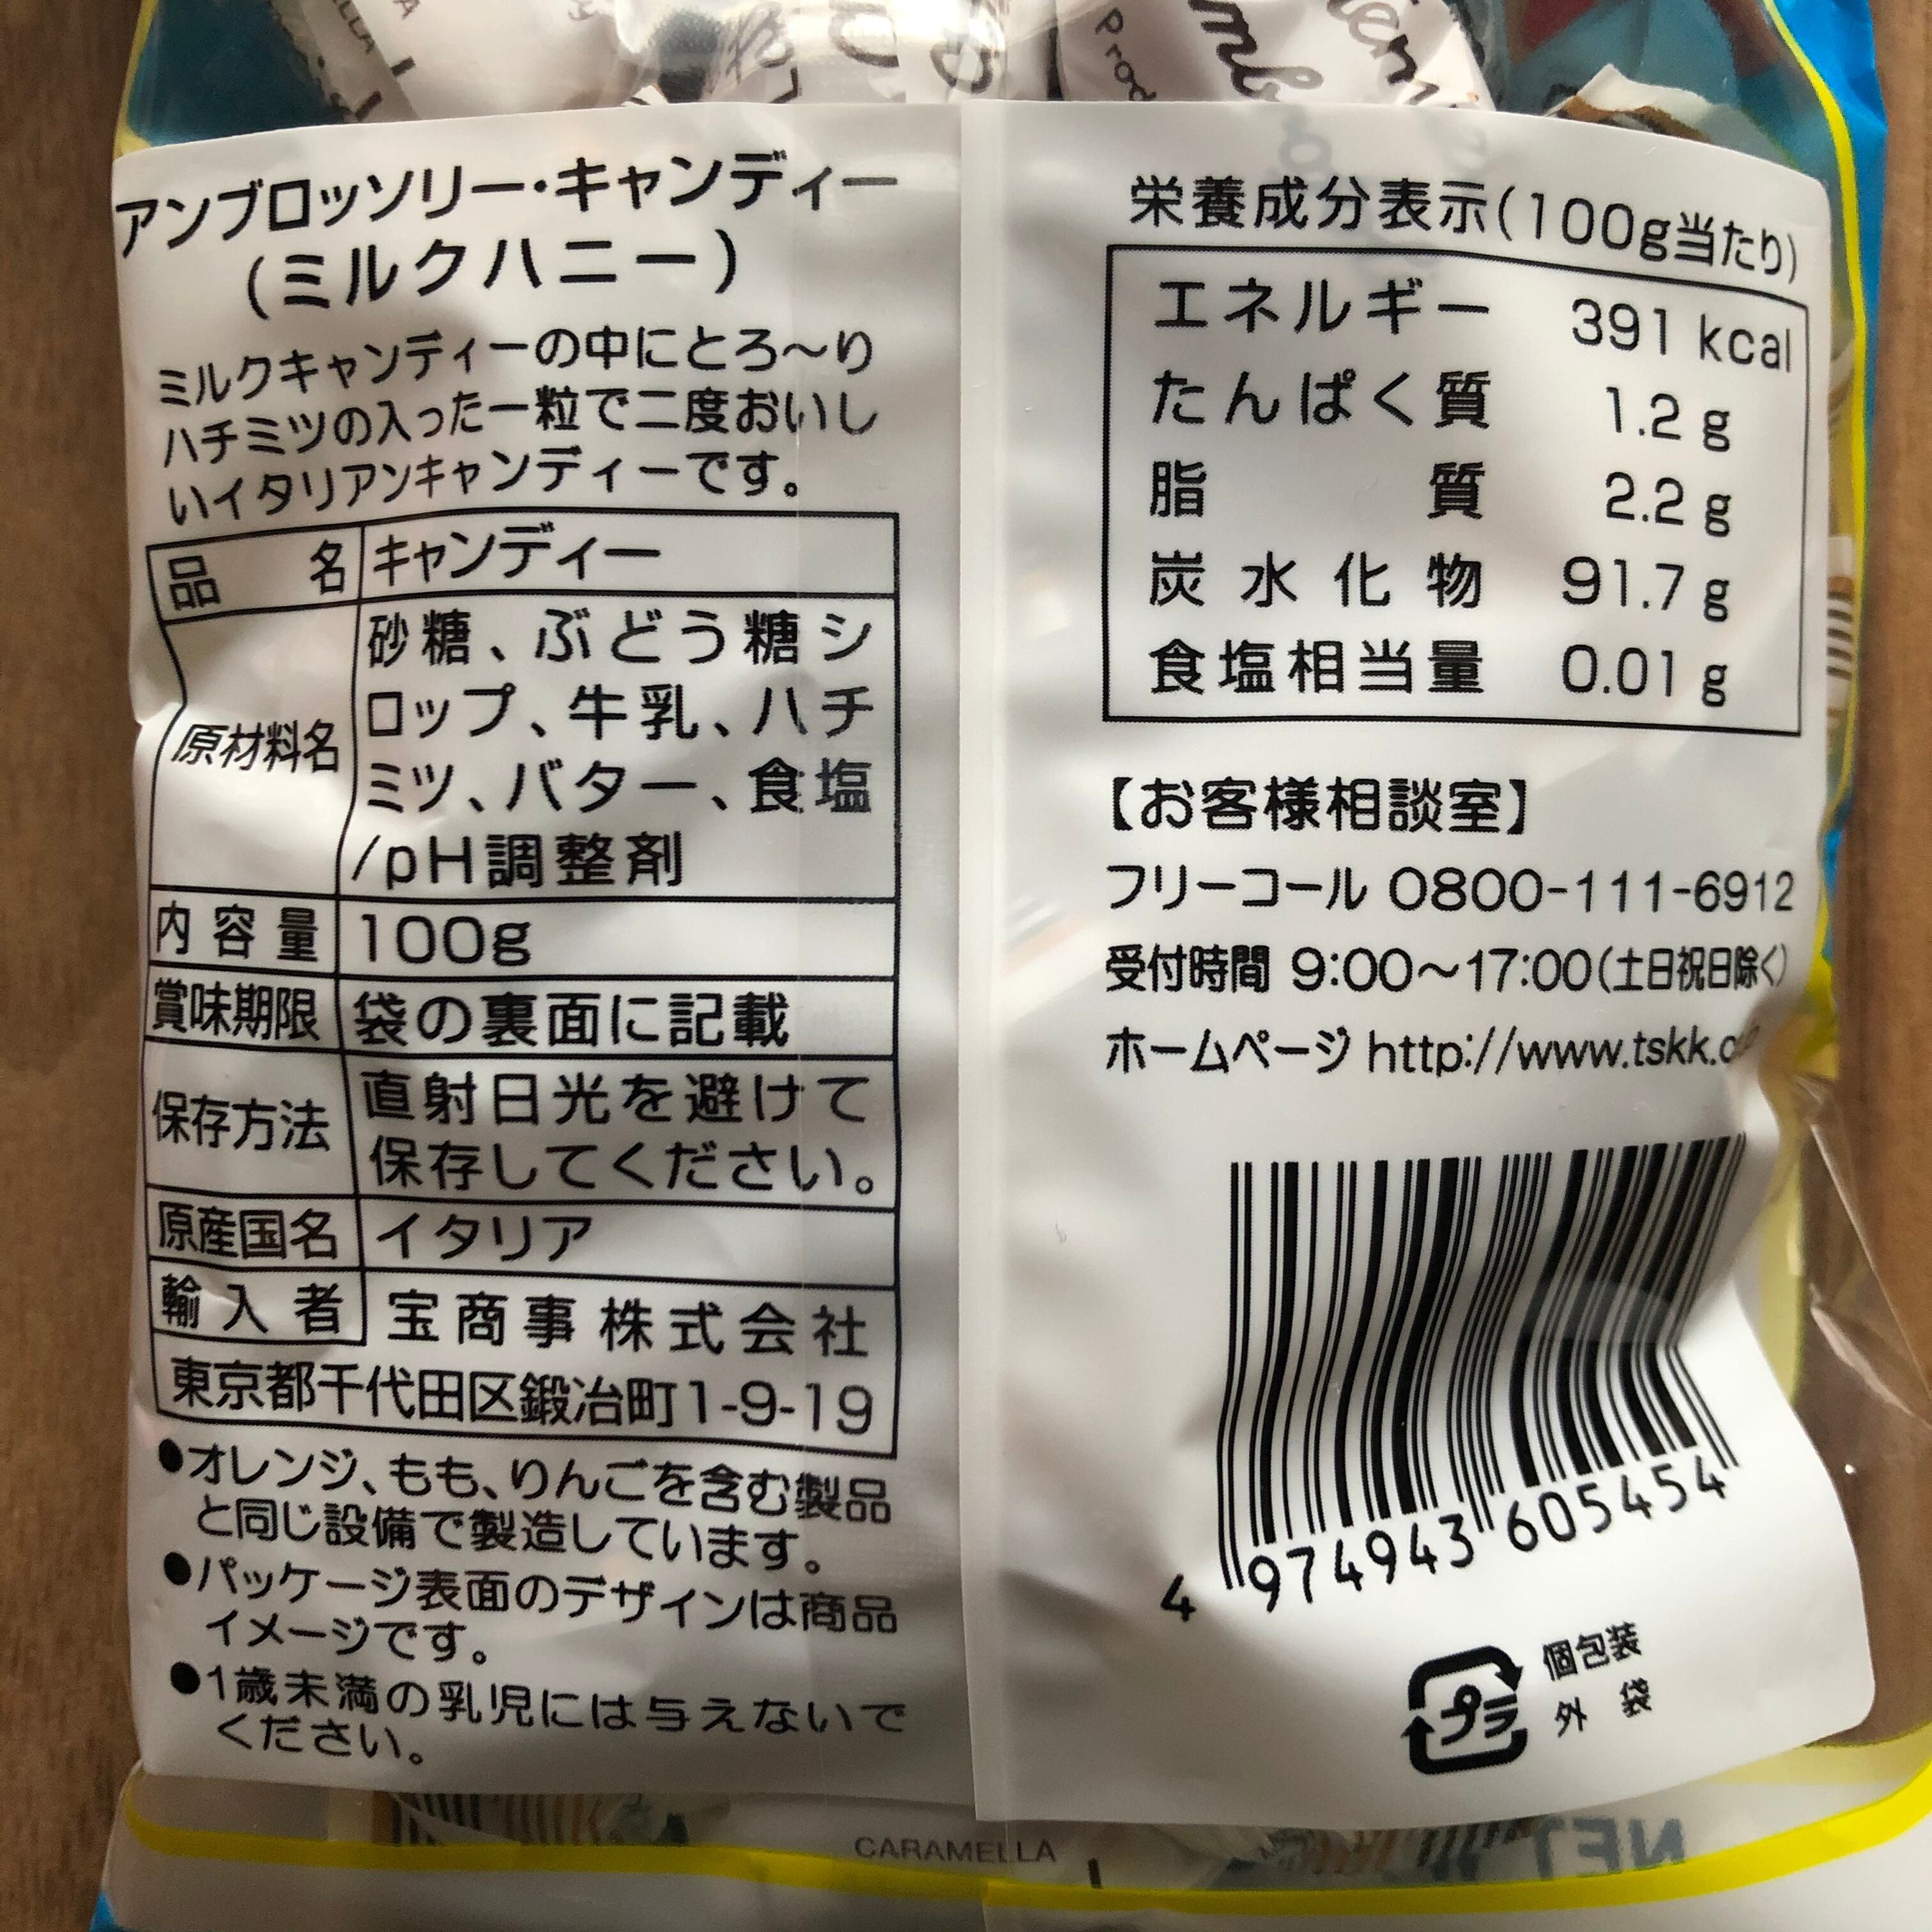 アンブロッソリー・キャンディー
(ミルクハニー)
ミルクキャンディーの中にとろ〜り
ハチミツの入った一粒で二度おいし
いイタリアンキャンディーです。
品名 キャンディー
原材料名 砂糖、ぶどう糖シ
ロップ、牛乳、ハチ
ミツ、バター、食塩
/pH調整剤
内容量 100g
賞味期限 袋の裏面に記載
保存方法 直射日光を避けて
保存してください。
原産国名 イタリア
輸入者 宝商事株式会社
東京都千代田区鍛冶町1-9-19
●オレンジ、もも、りんごを含む製品
と同じ設備で製造しています。
●パッケージ表面のデザインは商品
イメージです。
●1歳未満の乳児には与えないで
ください。
栄養成分表示(100g当たり)
エネルギー 391 kcal
たんぱく質 1.2 g
脂質 2.2 g
炭水化物 91.7 g
食塩相当量 0.01 g
【お客様相談室】
フリーコール 0800-111-6912
受付時間 9:00〜17:00(土日祝日除く)
ホームページ http://www.tskk.c
4 974943 605454
プラ
個包装
外袋
CARAMELLA
NET